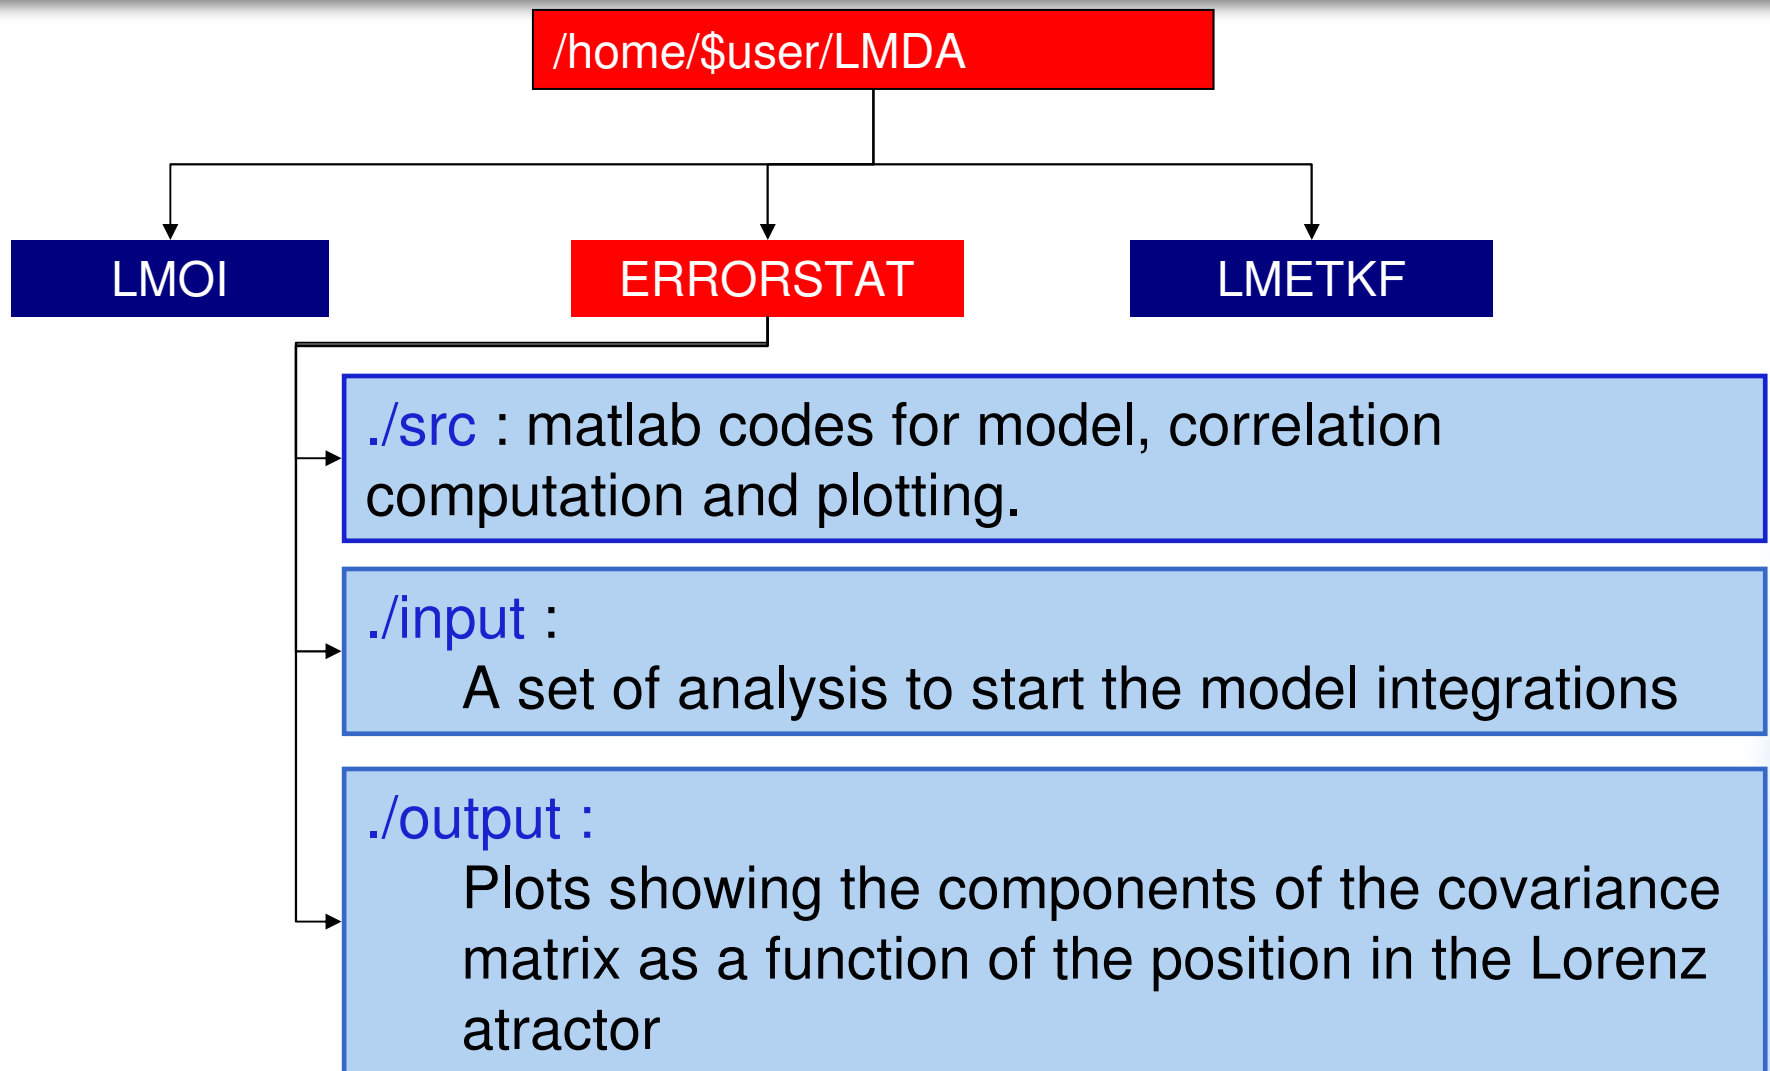 /home/$user/LMDA
LMOI
ERRORSTAT
LMETKF
./src : matlab codes for model, correlation
computation and plotting.
./input :
A set of analysis to start the model integrations
./output :
Plots showing the components of the covariance
matrix as a function of the position in the Lorenz
atractor